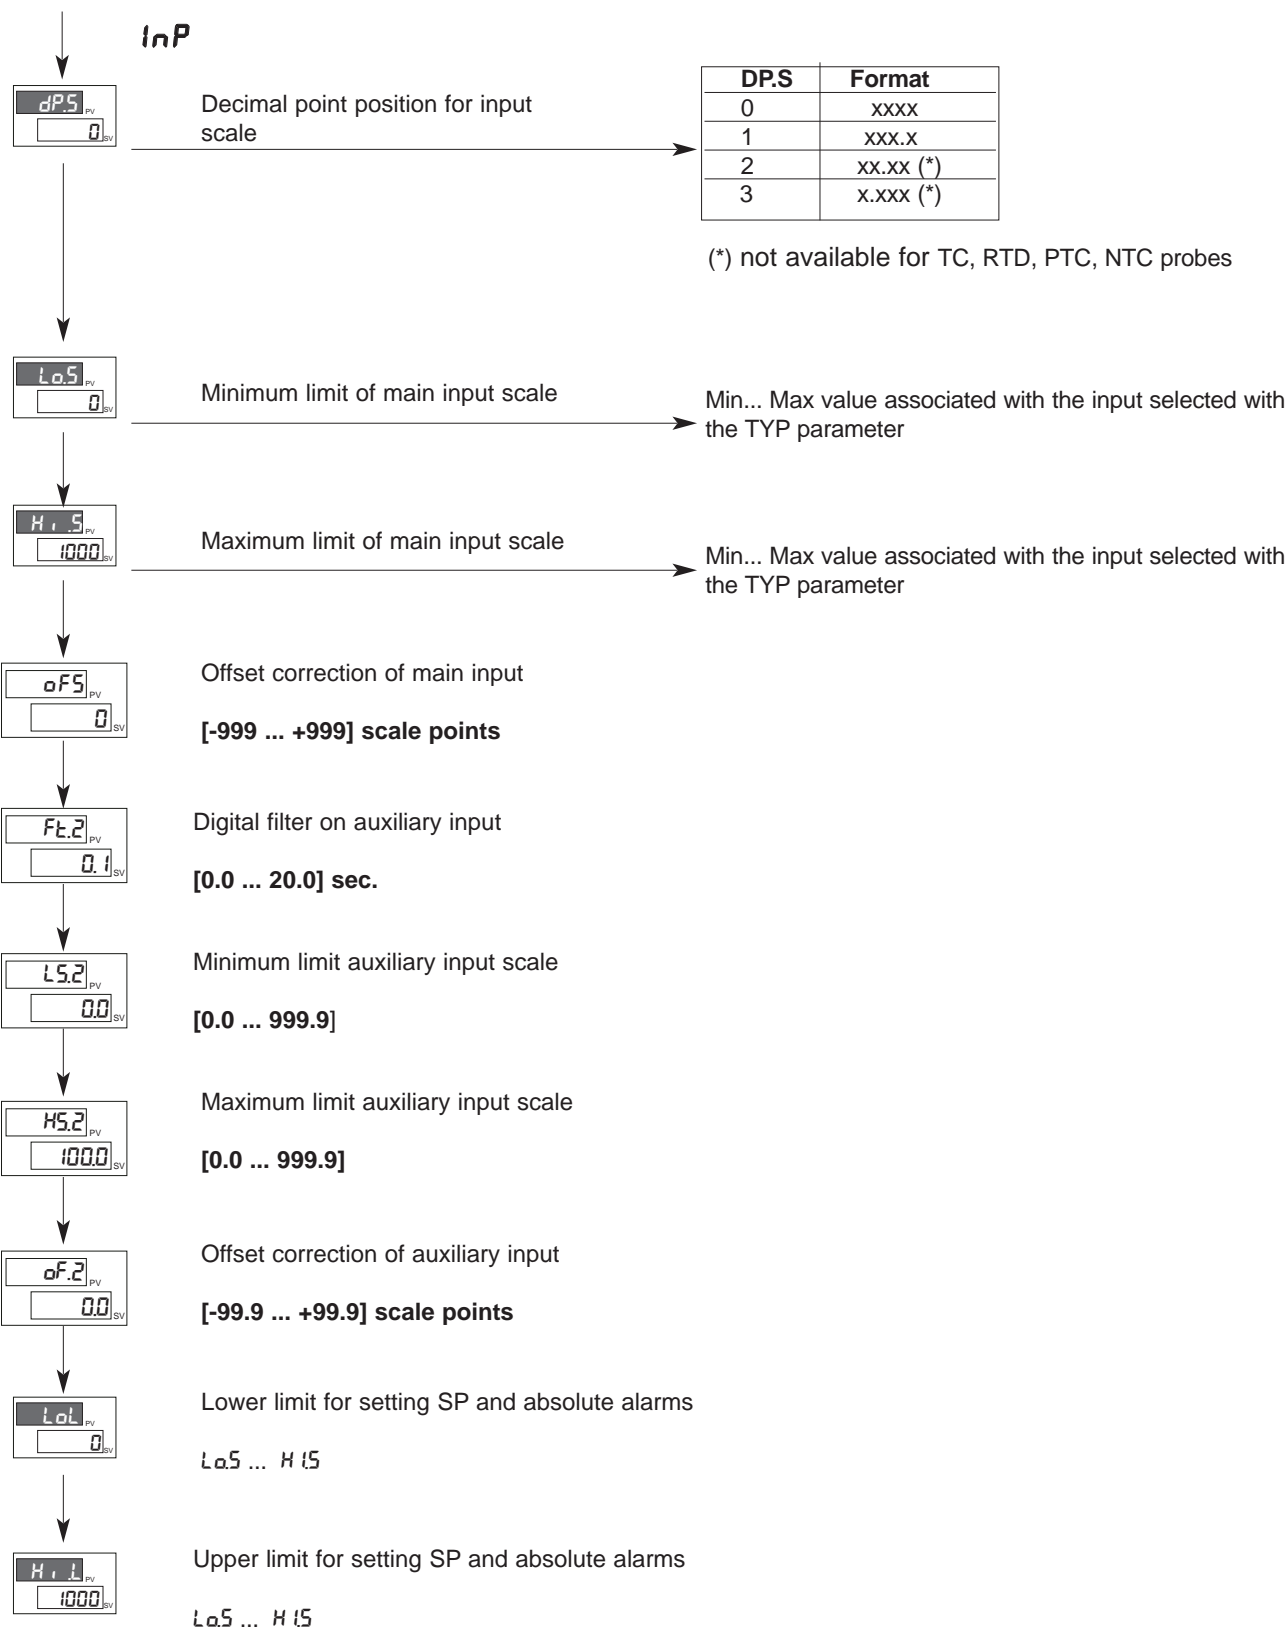 InP
dP.S PV
0 SV
Decimal point position for input
scale
DP.S Format
0 xxxx
1 xxx.x
2 xx.xx (*)
3 x.xxx (*)
(*) not available for TC, RTD, PTC, NTC probes
Lo.S PV
0 SV
Minimum limit of main input scale
Min... Max value associated with the input selected with
the TYP parameter
Hi.S PV
1000 SV
Maximum limit of main input scale
Min... Max value associated with the input selected with
the TYP parameter
oFS PV
0 SV
Offset correction of main input
[-999 ... +999] scale points
Ft.2 PV
0.1 SV
Digital filter on auxiliary input
[0.0 ... 20.0] sec.
LS.2 PV
0.0 SV
Minimum limit auxiliary input scale
[0.0 ... 999.9]
HS.2 PV
100.0 SV
Maximum limit auxiliary input scale
[0.0 ... 999.9]
oF.2 PV
0.0 SV
Offset correction of auxiliary input
[-99.9 ... +99.9] scale points
LoL PV
0 SV
Lower limit for setting SP and absolute alarms
Lo.S ... HI.S
Hi.L PV
1000 SV
Upper limit for setting SP and absolute alarms
Lo.S ... HI.S